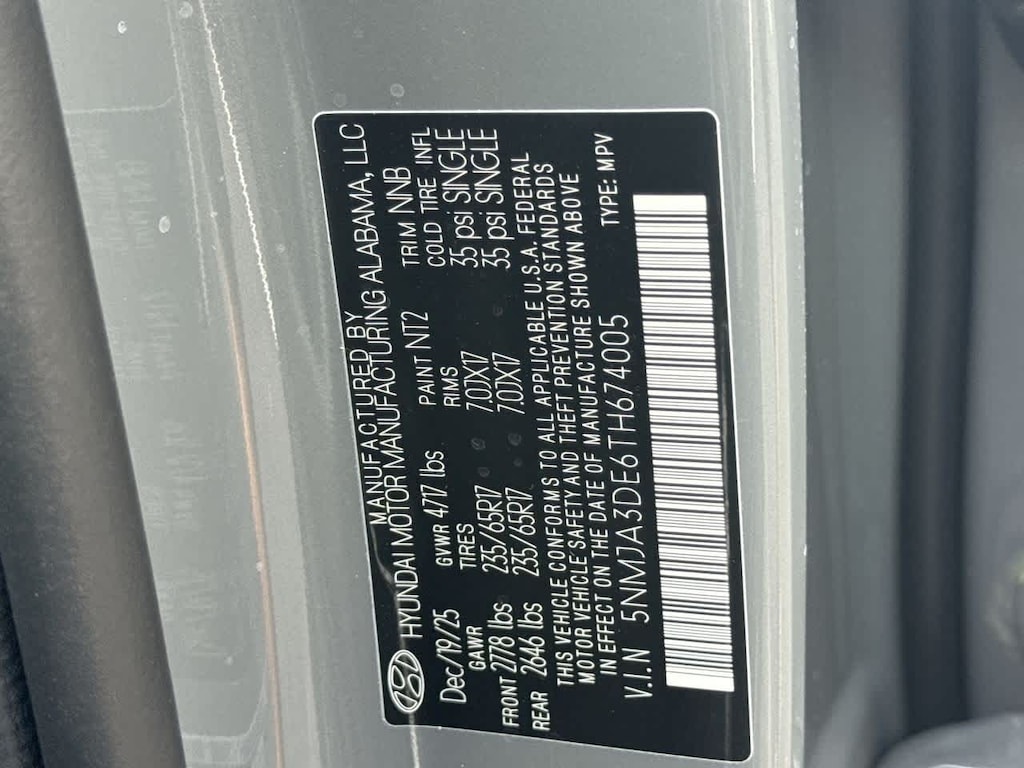 MANUFACTURED BY
HYUNDAI MOTOR MANUFACTURING ALABAMA, LLC
Dec/19/25 GVWR 4717 lbs PAINT NT2 TRIM NNB
GAWR TIRES RIMS COLD TIRE INFL
FRONT 2778 lbs 235/65R17 7.0JX17 35 psi SINGLE
REAR 2646 lbs 235/65R17 7.0JX17 35 psi SINGLE
THIS VEHICLE CONFORMS TO ALL APPLICABLE U.S.A. FEDERAL
MOTOR VEHICLE SAFETY AND THEFT PREVENTION STANDARDS
IN EFFECT ON THE DATE OF MANUFACTURE SHOWN ABOVE
V.I.N 5NMJA3DE6TH674005 TYPE: MPV